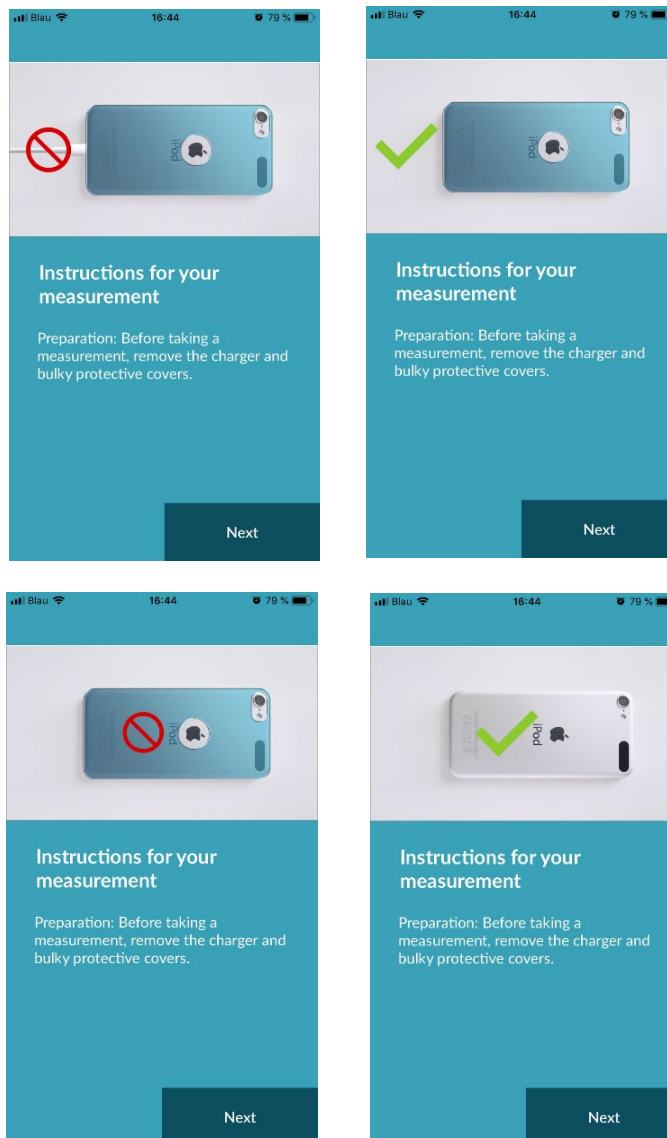 Blau 16:44 79 %
iPod
Instructions for your
measurement
Preparation: Before taking a
measurement, remove the charger and
bulky protective covers.
Next
Blau 16:44 79 %
iPod
Instructions for your
measurement
Preparation: Before taking a
measurement, remove the charger and
bulky protective covers.
Next
Blau 16:44 79 %
iPod
Instructions for your
measurement
Preparation: Before taking a
measurement, remove the charger and
bulky protective covers.
Next
Blau 16:44 79 %
iPod
Instructions for your
measurement
Preparation: Before taking a
measurement, remove the charger and
bulky protective covers.
Next